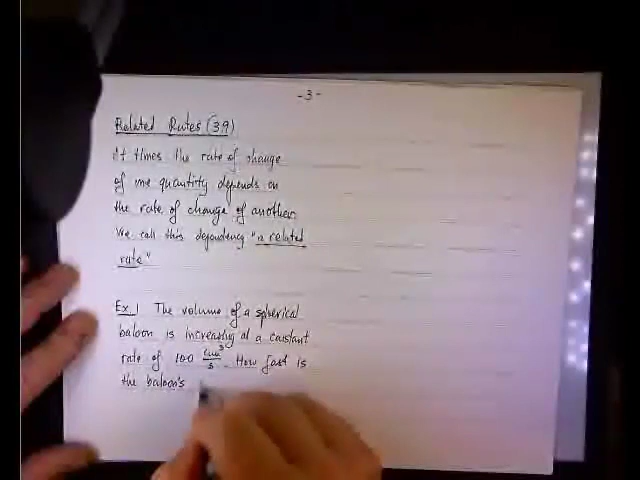 -3-
Related Rates (3.9)
At times the rate of change
of one quantity depends on
the rate of change of another.
We call this dependency "a related
rate"
Ex.1 The volume of a spherical
baloon is increasing at a constant
rate of 100 cm³/s. How fast is
the baloon's